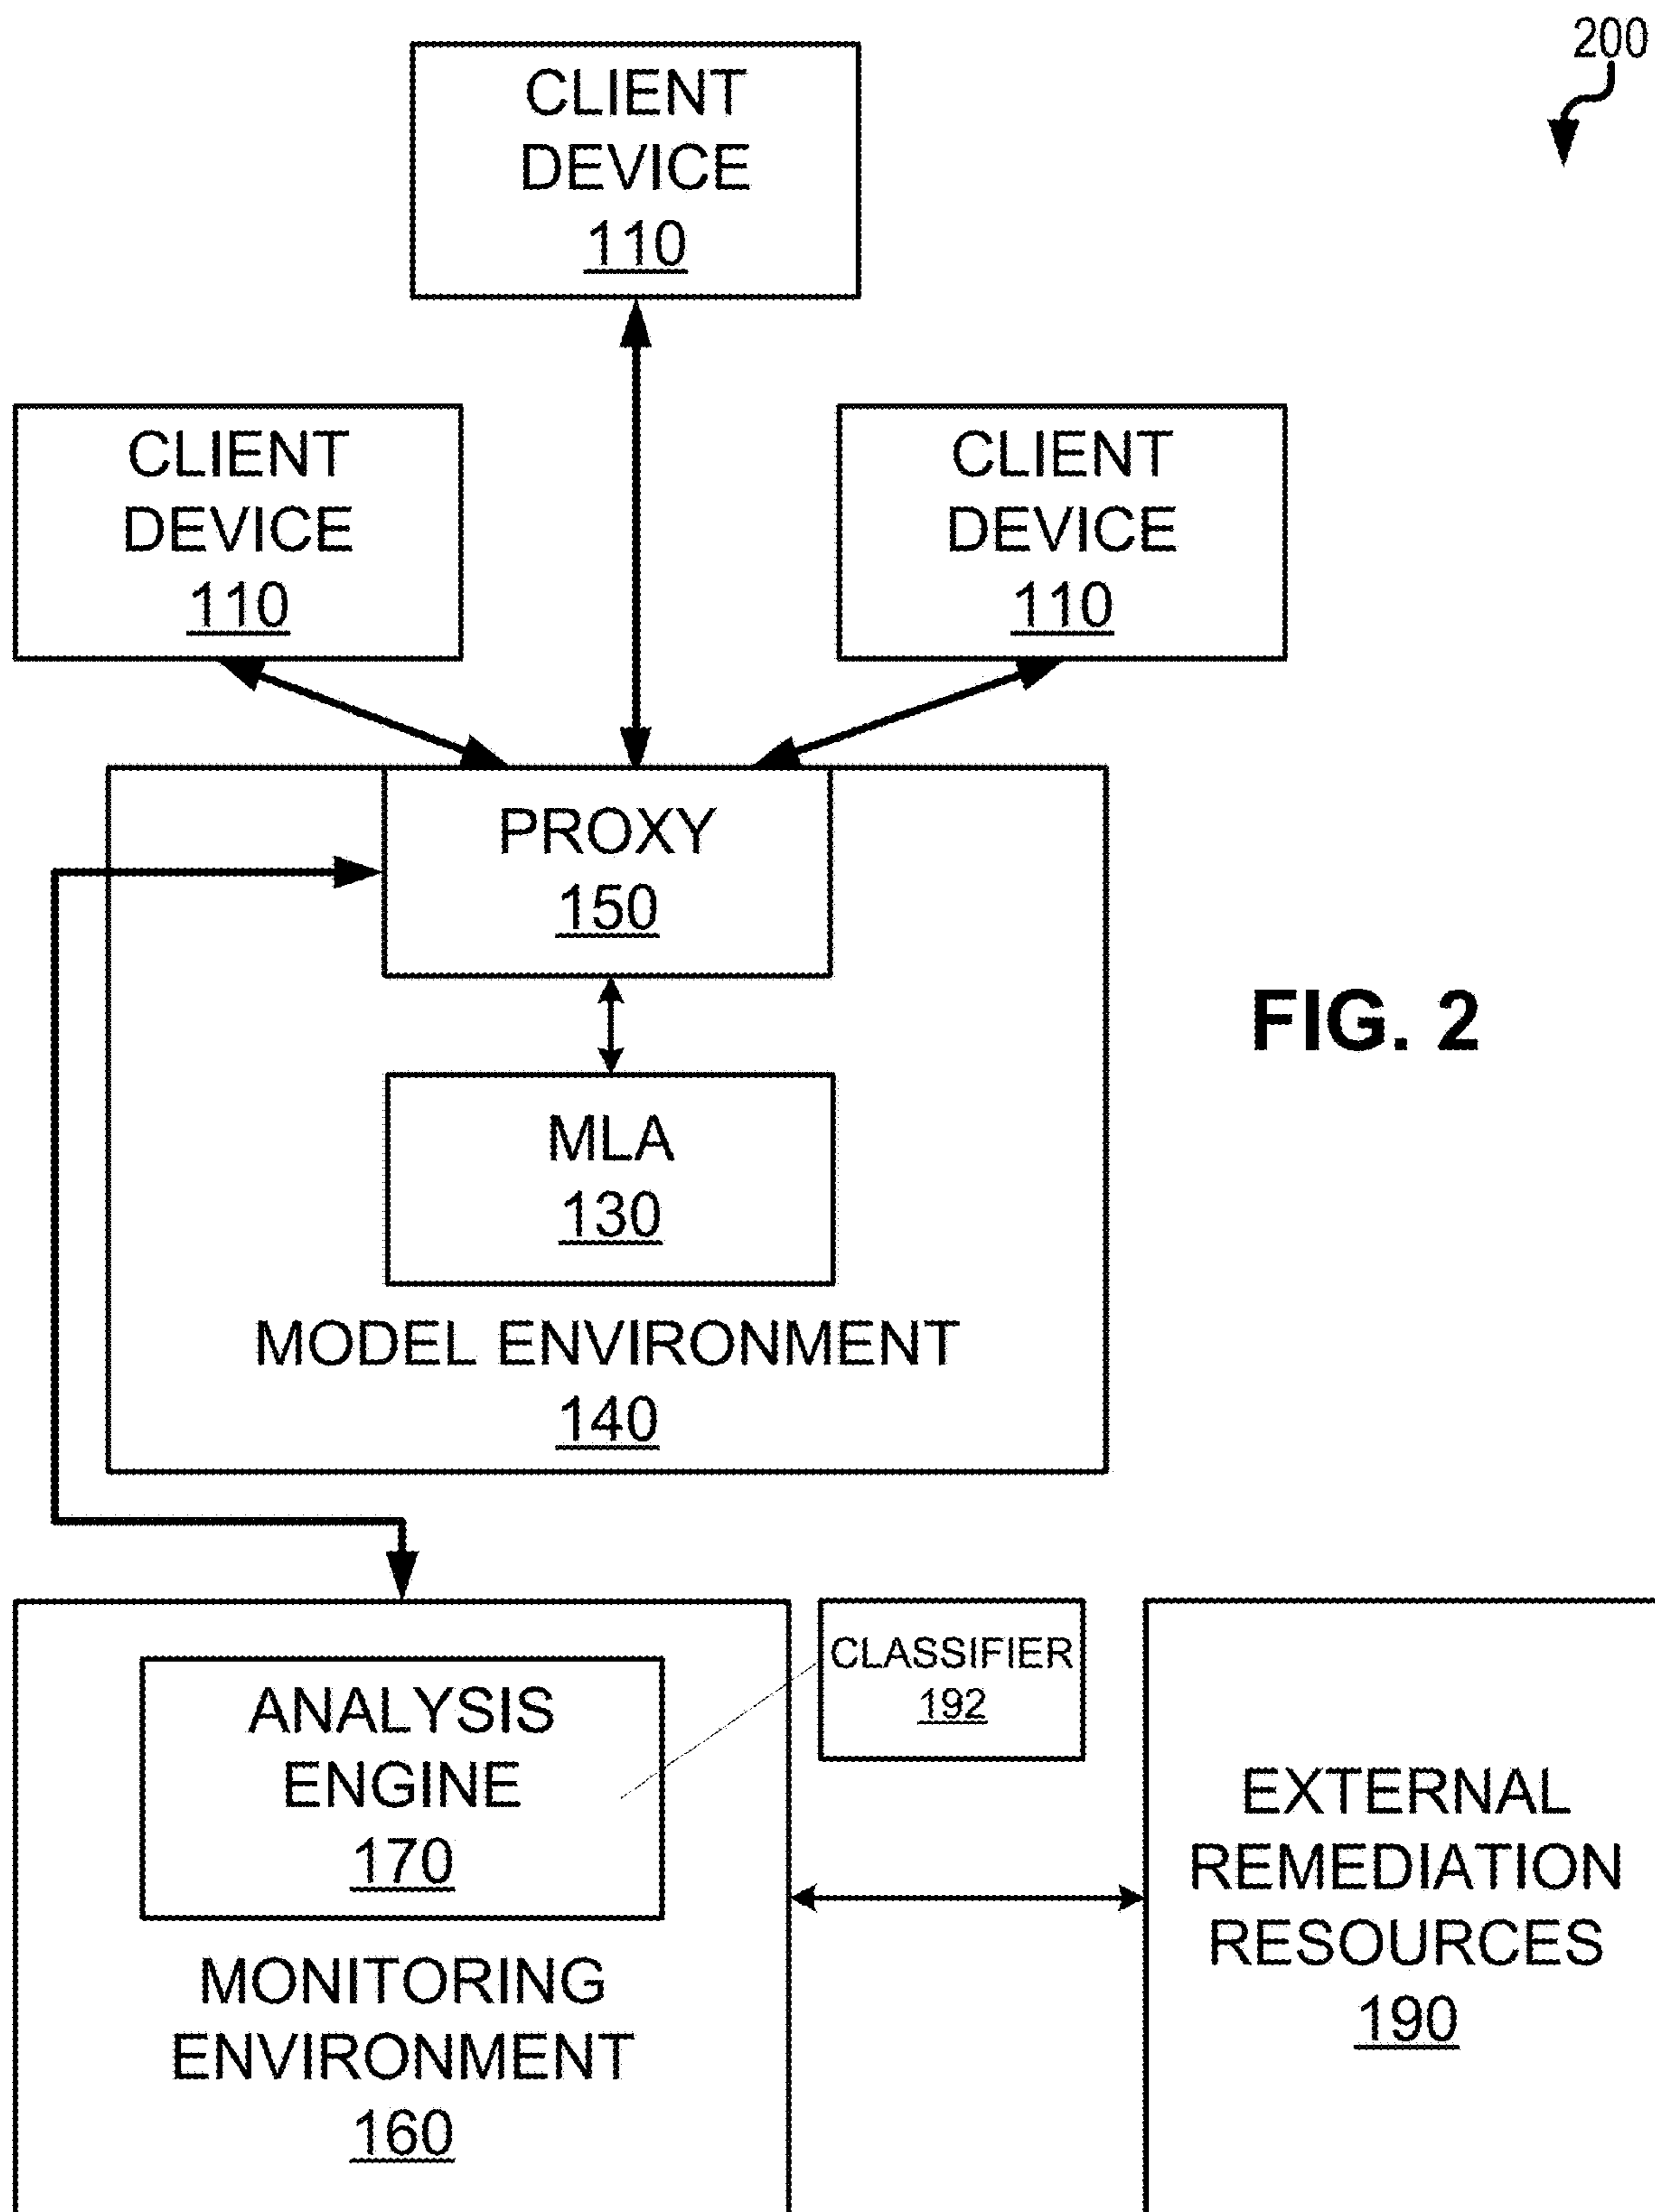 200
CLIENT
DEVICE
110
CLIENT
DEVICE
110
CLIENT
DEVICE
110
PROXY
150
MLA
130
MODEL ENVIRONMENT
140
FIG. 2
ANALYSIS
ENGINE
170
MONITORING
ENVIRONMENT
160
CLASSIFIER
192
EXTERNAL
REMEDIATION
RESOURCES
190